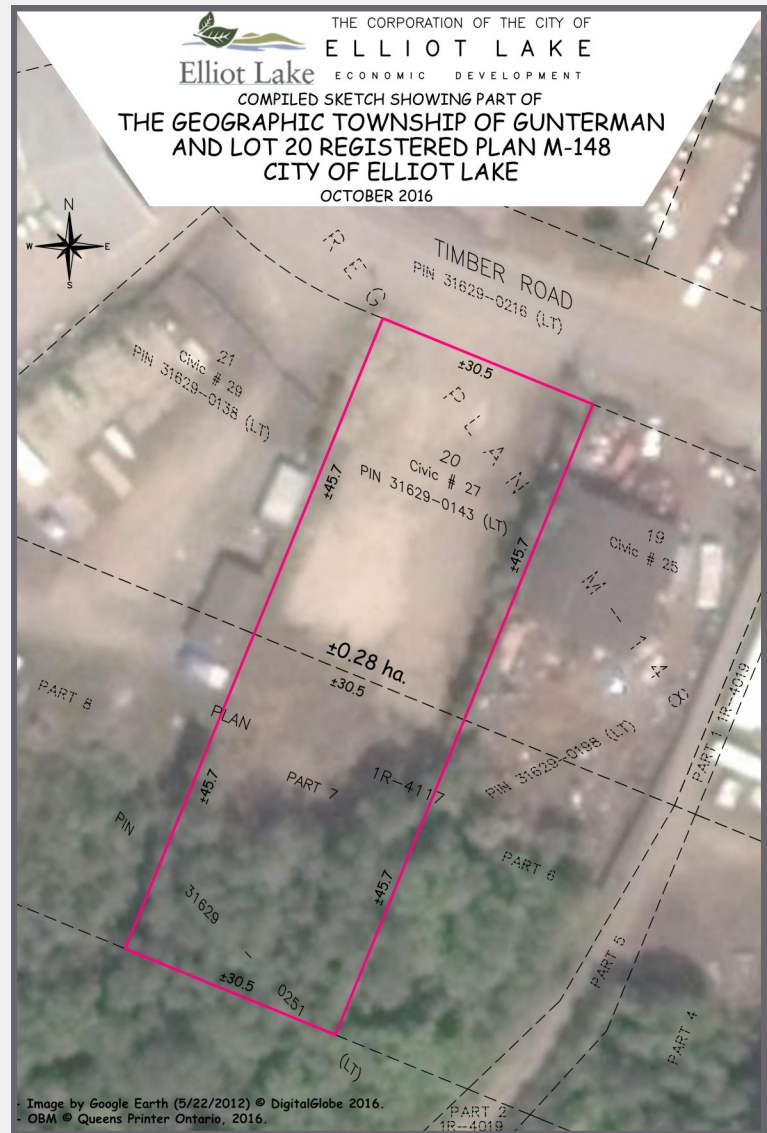 THE CORPORATION OF THE CITY OF
ELLIOT LAKE
Elliot Lake
ECONOMIC DEVELOPMENT
COMPILED SKETCH SHOWING PART OF
THE GEOGRAPHIC TOWNSHIP OF GUNTERMAN
AND LOT 20 REGISTERED PLAN M-148
CITY OF ELLIOT LAKE
OCTOBER 2016
N
W E
S
REG
TIMBER ROAD
PIN 31629-0216 (LT)
21
Civic # 29
PIN 31629-0138 (LT)
±30.5
PLAN
20
Civic # 27
PIN 31629-0143 (LT)
±45.7
±45.7
19
Civic # 25
M-148
±0.28 ha.
±30.5
PART 8
PLAN
PART 7
1R-4117
PIN 31629-0198 (LT)
PART 1 1R-4019
±45.7
±45.7
PIN
31629
-
0251
(LT)
PART 6
±30.5
PART 5
PART 4
PART 2
1R-4019
- Image by Google Earth (5/22/2012) © DigitalGlobe 2016.
- OBM © Queens Printer Ontario, 2016.